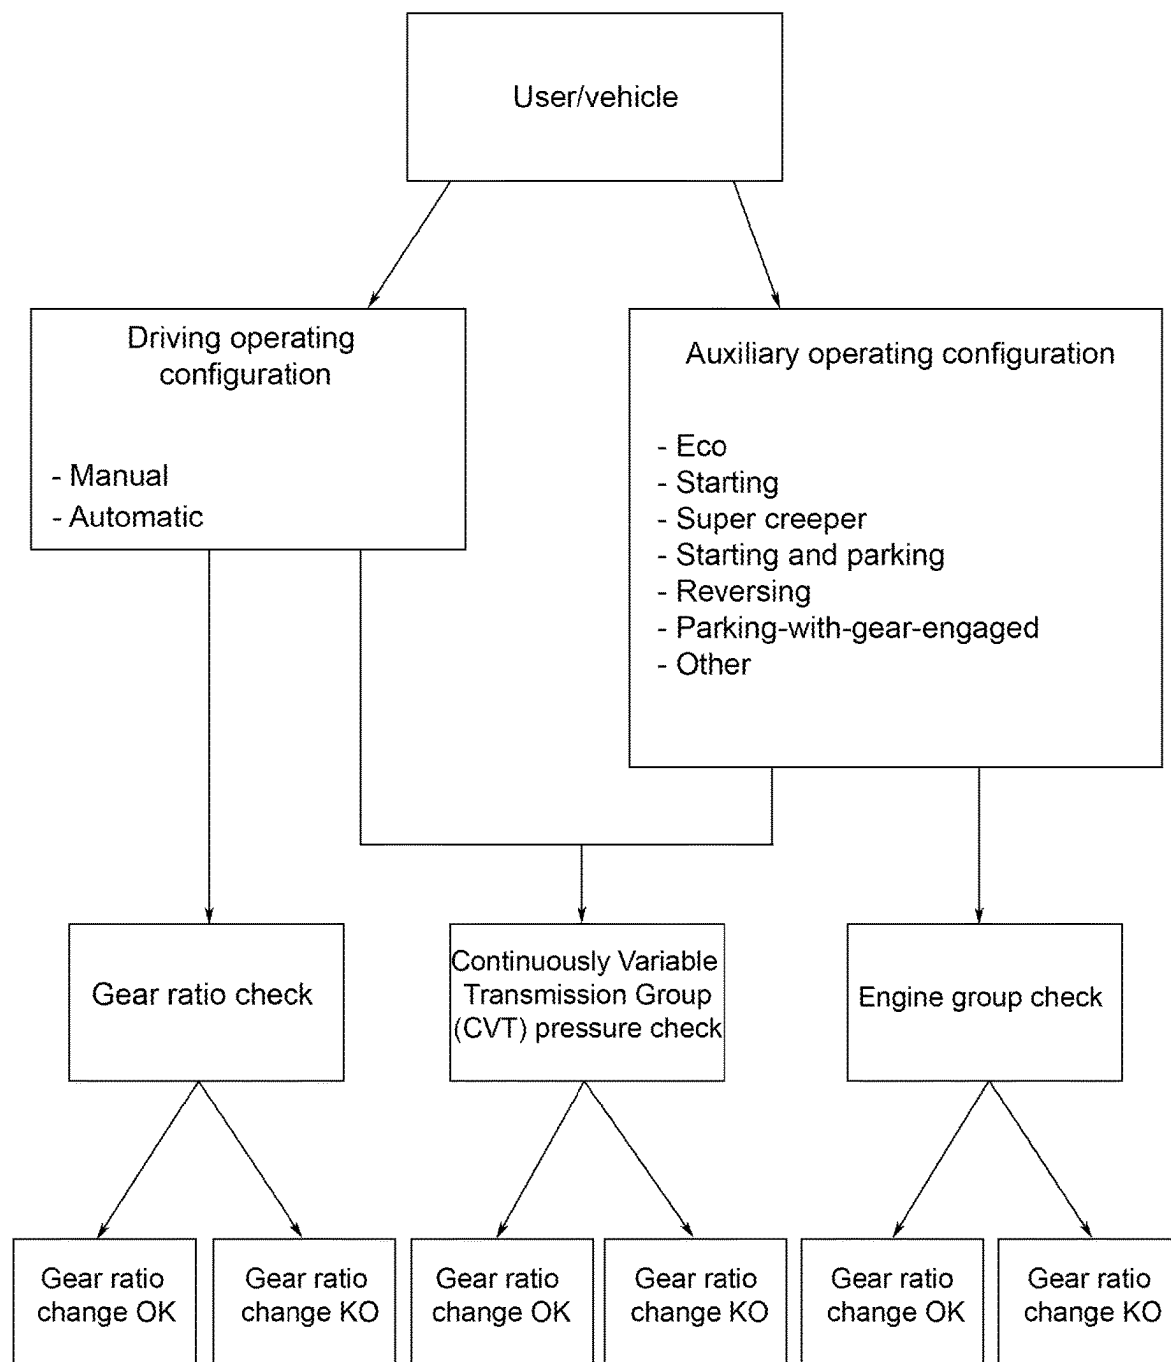 User/vehicle
Driving operating
configuration
- Manual
- Automatic
Auxiliary operating configuration
- Eco
- Starting
- Super creeper
- Starting and parking
- Reversing
- Parking-with-gear-engaged
- Other
Gear ratio check
Continuously Variable
Transmission Group
(CVT) pressure check
Engine group check
Gear ratio
change OK
Gear ratio
change KO
Gear ratio
change OK
Gear ratio
change KO
Gear ratio
change OK
Gear ratio
change KO